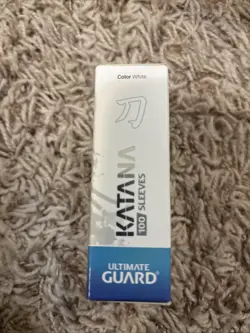 Color White
刀
KATANA
100 SLEEVES
ULTIMATE
GUARD®